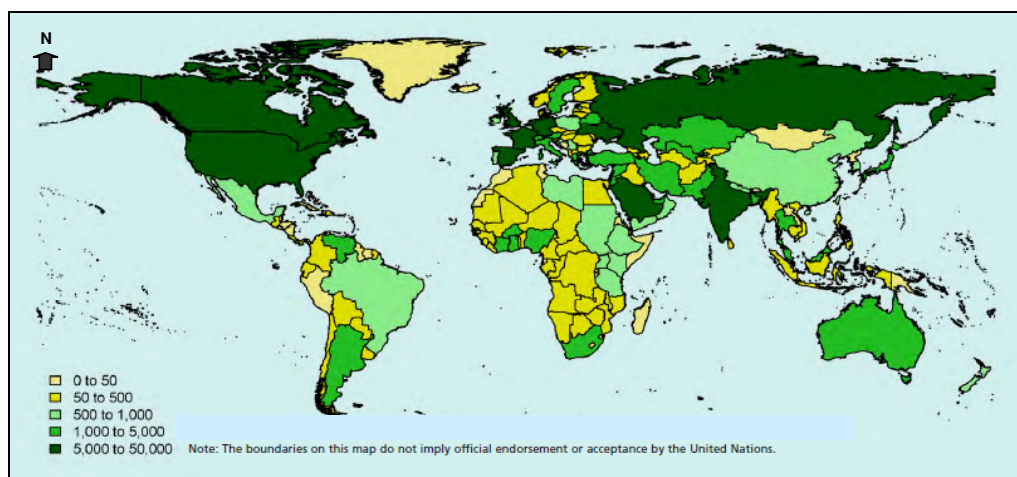 N
0 to 50
50 to 500
500 to 1,000
1,000 to 5,000
5,000 to 50,000
Note: The boundaries on this map do not imply official endorsement or acceptance by the United Nations.